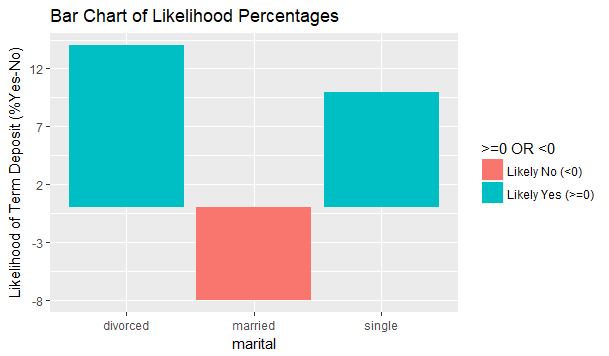 Bar Chart of Likelihood Percentages
Likelihood of Term Deposit (%Yes-No)
12
7
2
-3
-8
divorced married single
marital
>=0 OR <0
Likely No (<0)
Likely Yes (>=0)